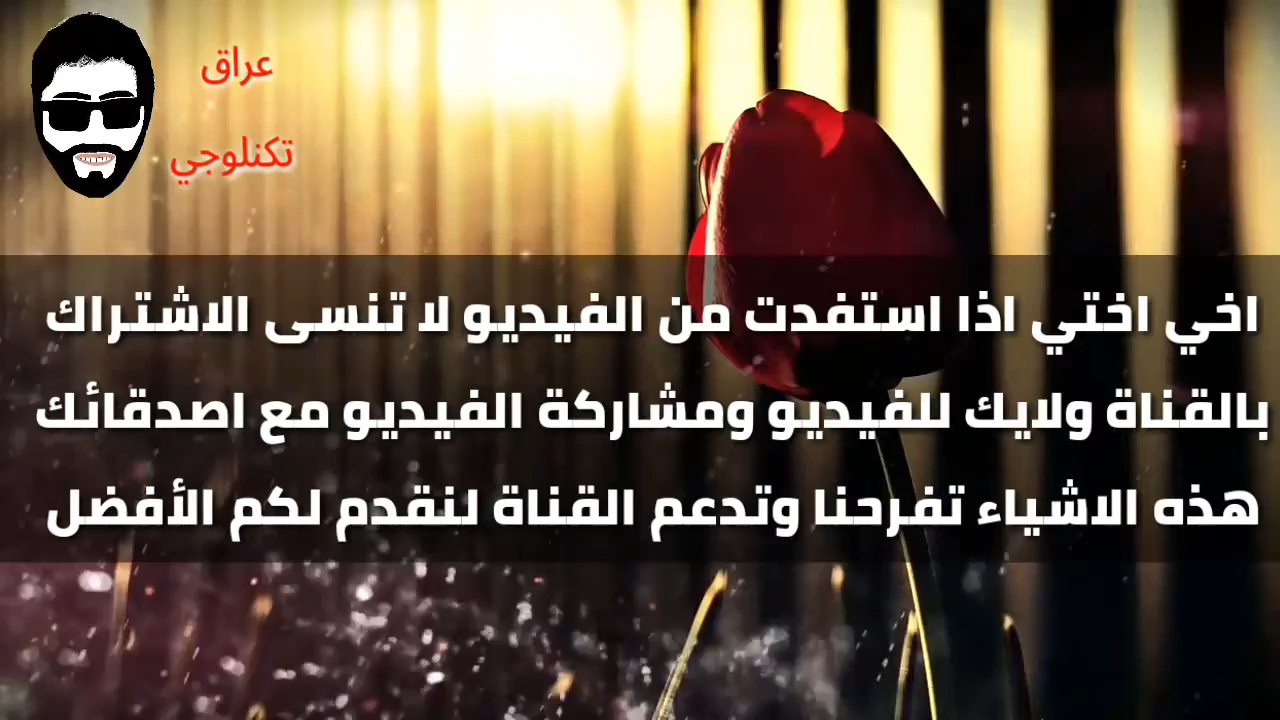 عراق
تكنلوجي
اخي اختي اذا استفدت من الفيديو لا تنسى الاشتراك
بالقناة ولايك للفيديو ومشاركة الفيديو مع اصدقائك
هذه الاشياء تفرحنا وتدعم القناة لنقدم لكم الأفضل